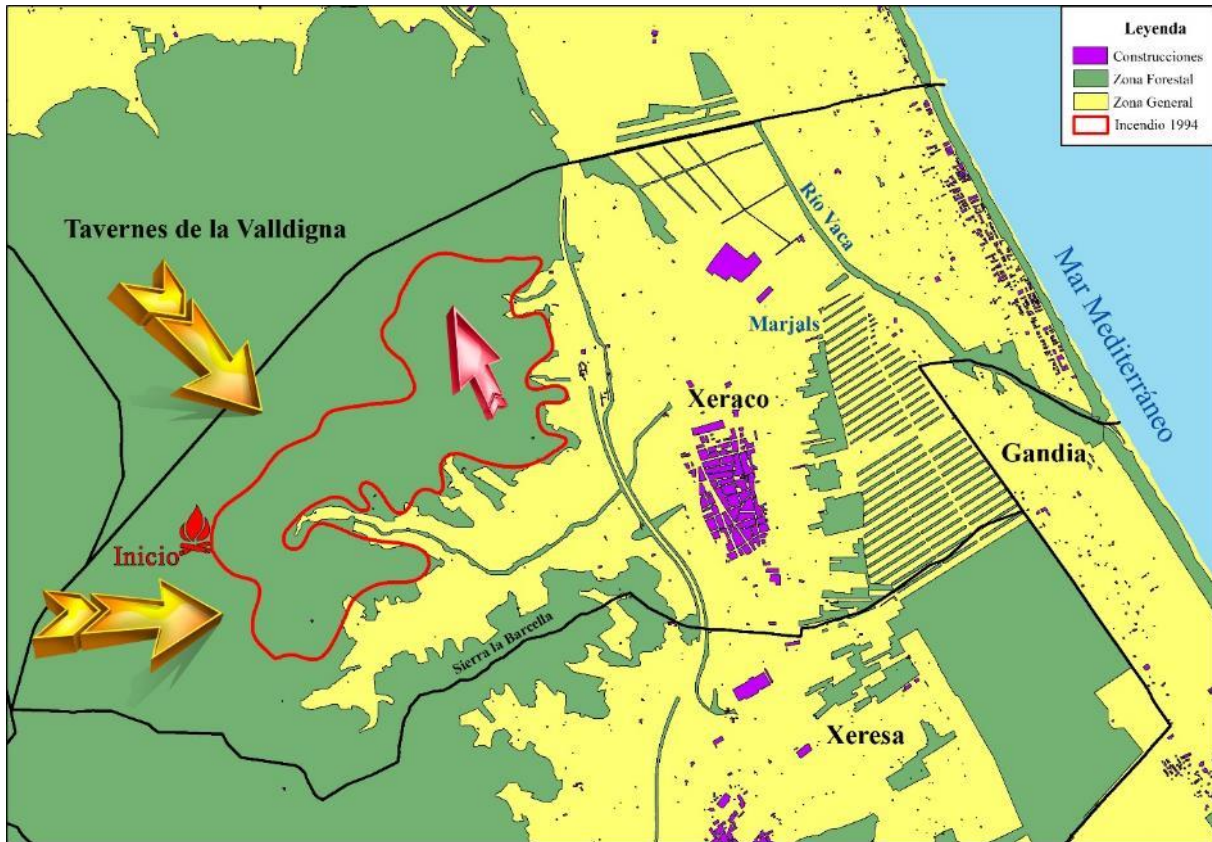 Leyenda
Construcciones
Zona Forestal
Zona General
Incendio 1994
Tavernes de la Valldigna
Río Vaca
Mar Mediterráneo
Marjals
Xeraco
Gandia
Inicio
Sierra la Barcella
Xeresa